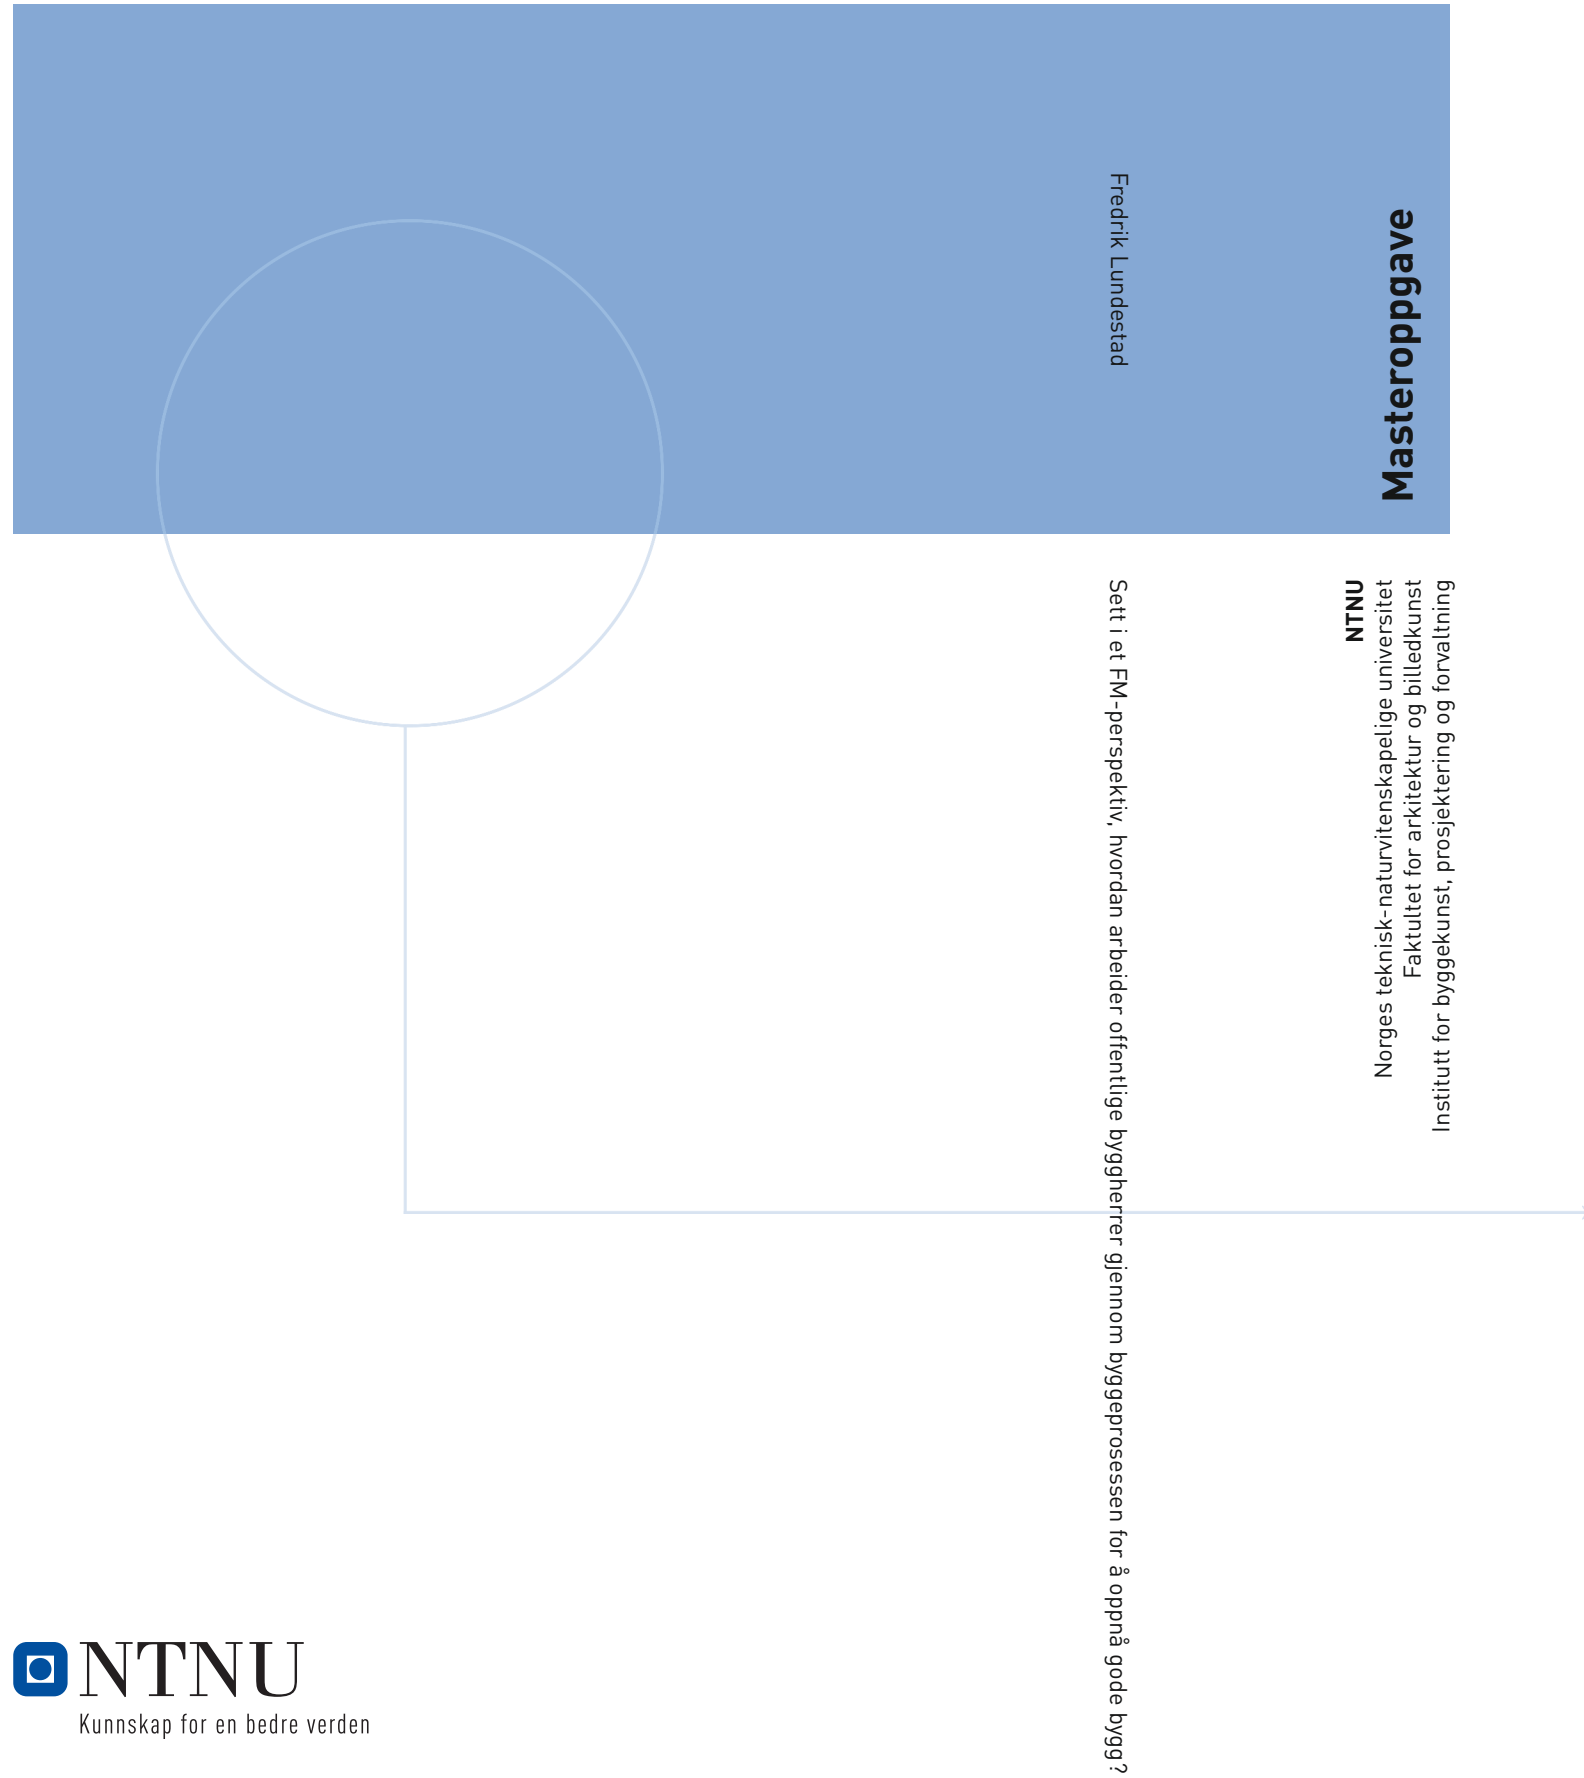 Masteroppgave
NTNU
Norges teknisk-naturvitenskapelige universitet
Faktultet for arkitektur og billedkunst
Institutt for byggekunst, prosjektering og forvaltning
Fredrik Lundestad
Sett i et FM-perspektiv, hvordan arbeider offentlige byggherrer gjennom byggeprosessen for å oppnå gode bygg?
NTNU
Kunnskap for en bedre verden